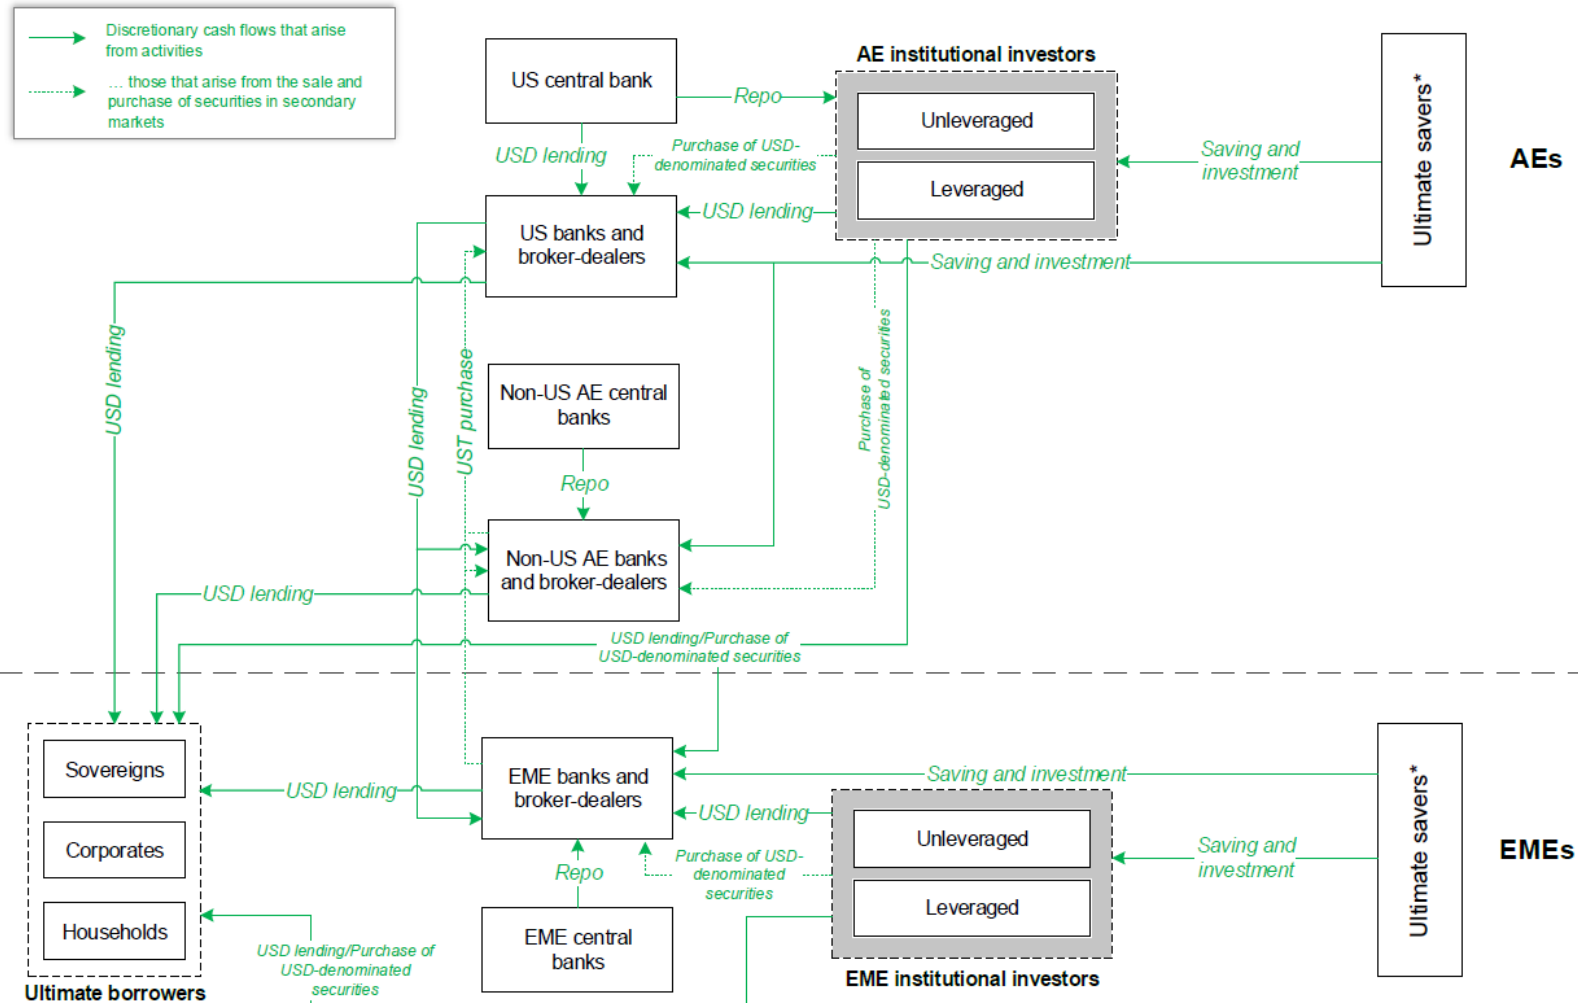 Discretionary cash flows that arise
from activities
… those that arise from the sale and
purchase of securities in secondary
markets
US central bank
Repo
AE institutional investors
Unleveraged
Leveraged
Saving and
investment
Ultimate savers*
AEs
USD lending
Purchase of USD-
denominated securities
USD lending
US banks and
broker-dealers
Saving and investment
USD lending
USD lending
UST purchase
Purchase of
USD-denominated securities
Non-US AE central
banks
Repo
Non-US AE banks
and broker-dealers
USD lending
USD lending/Purchase of
USD-denominated securities
Sovereigns
Corporates
Households
Ultimate borrowers
USD lending
EME banks and
broker-dealers
Saving and investment
USD lending
Purchase of USD-
denominated
securities
Repo
EME central
banks
Unleveraged
Leveraged
EME institutional investors
Saving and
investment
Ultimate savers*
EMEs
USD lending/Purchase of
USD-denominated
securities